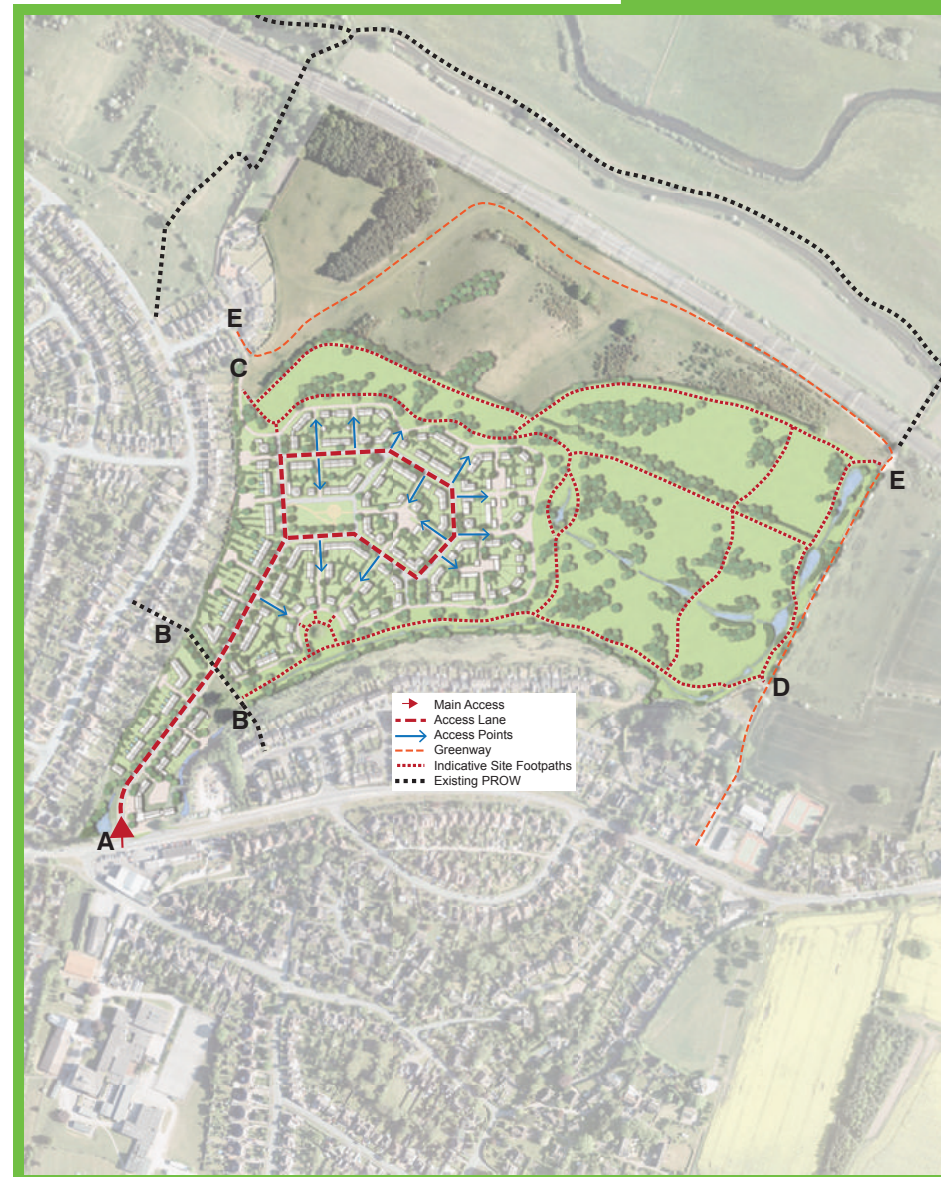 E
C
E
B
B
D
Main Access
Access Lane
Access Points
Greenway
Indicative Site Footpaths
Existing PROW
A